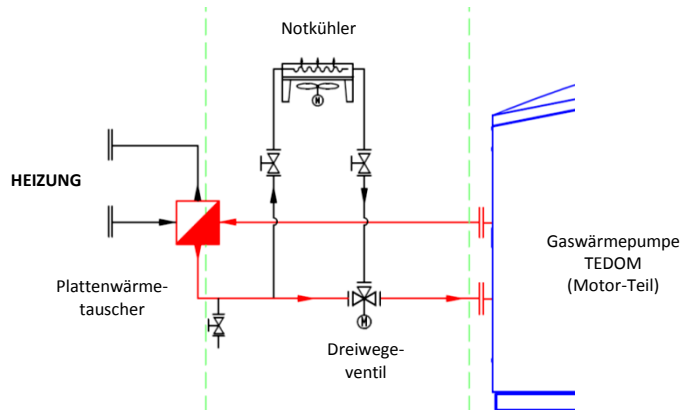 Notkühler
M
HEIZUNG
Gaswärmepumpe
TEDOM
(Motor-Teil)
Plattenwärme-
tauscher
M
Dreiwege-
ventil